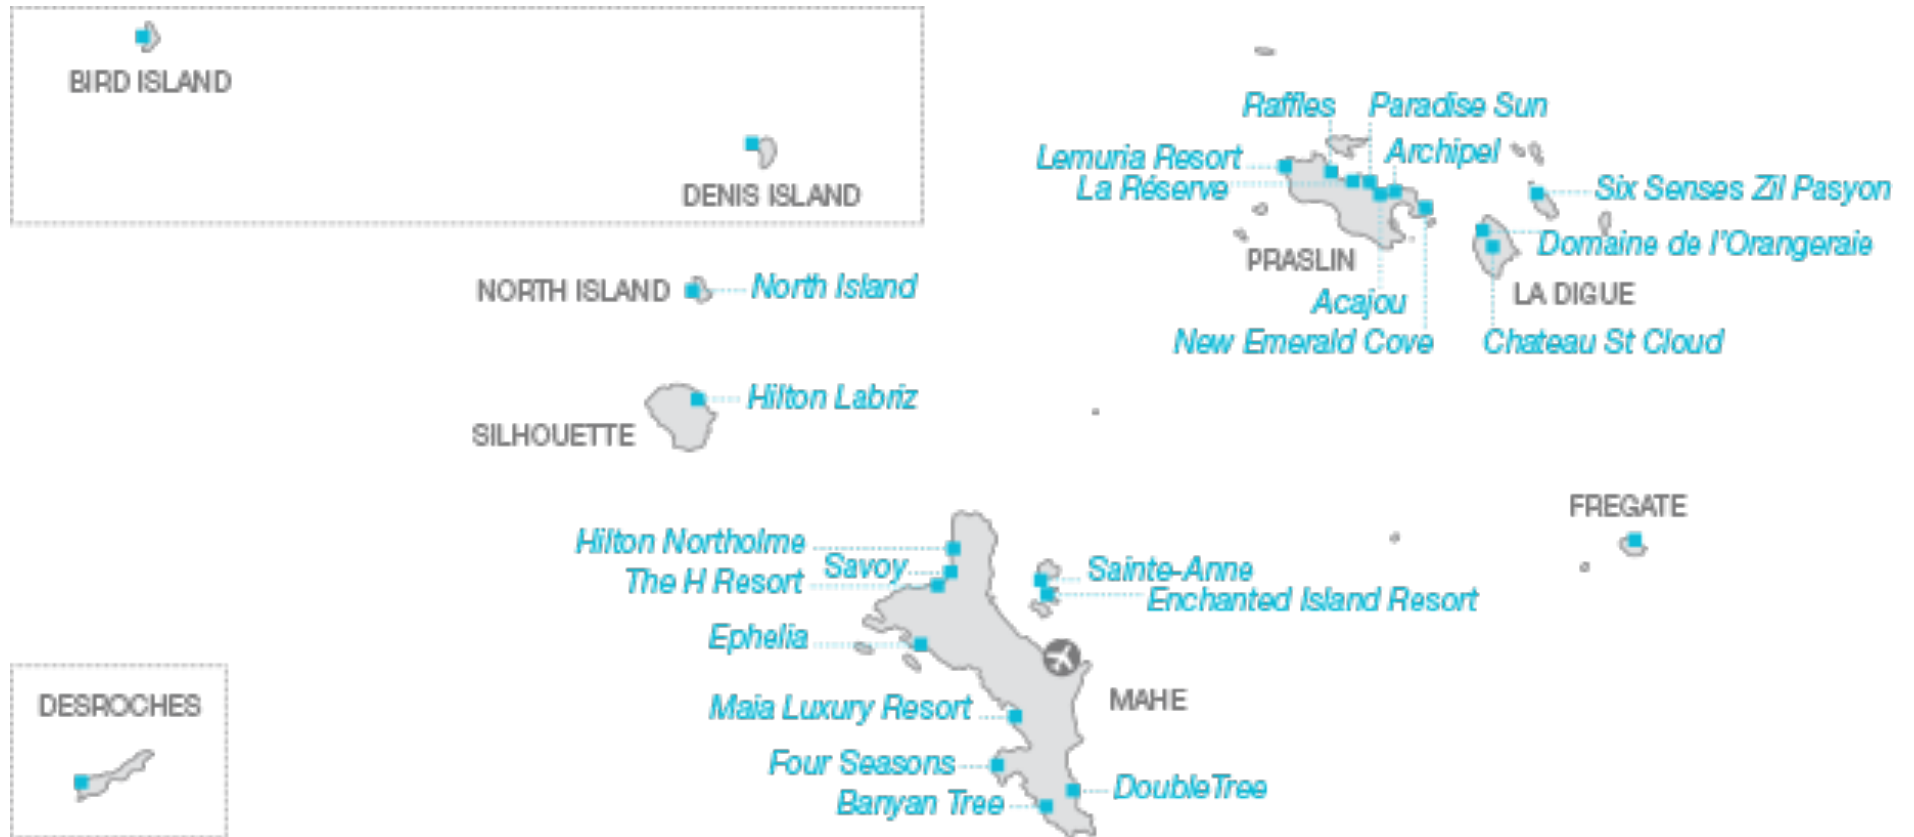 BIRD ISLAND
DENIS ISLAND
Raffles
Paradise Sun
Lemuria Resort
Archipel
La Réserve
Six Senses Zil Pasyon
Domaine de l'Orangeraie
PRASLIN
LA DIGUE
Acajou
New Emerald Cove
Chateau St Cloud
NORTH ISLAND
North Island
Hilton Labriz
SILHOUETTE
FREGATE
Hilton Northolme
Savoy
The H Resort
Sainte-Anne
Enchanted Island Resort
Ephelia
MAHE
Maia Luxury Resort
Four Seasons
Banyan Tree
DoubleTree
DESROCHES